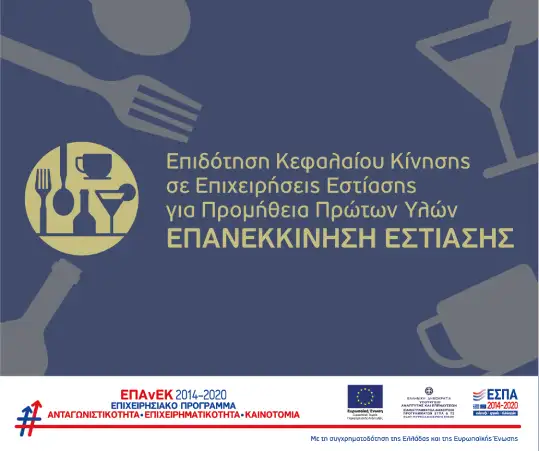 Επιδότηση Κεφαλαίου Κίνησης
σε Επιχειρήσεις Εστίασης
για Προμήθεια Πρώτων Υλών
ΕΠΑΝΕΚΚΙΝΗΣΗ ΕΣΤΙΑΣΗΣ
ΕΠΑνΕΚ 2014-2020
ΕΠΙΧΕΙΡΗΣΙΑΚΟ ΠΡΟΓΡΑΜΜΑ
ΑΝΤΑΓΩΝΙΣΤΙΚΟΤΗΤΑ • ΕΠΙΧΕΙΡΗΜΑΤΙΚΟΤΗΤΑ • ΚΑΙΝΟΤΟΜΙΑ
Ευρωπαϊκή Ένωση
ΕΣΠΑ
2014-2020
Με τη συγχρηματοδότηση της Ελλάδας και της Ευρωπαϊκής Ένωσης